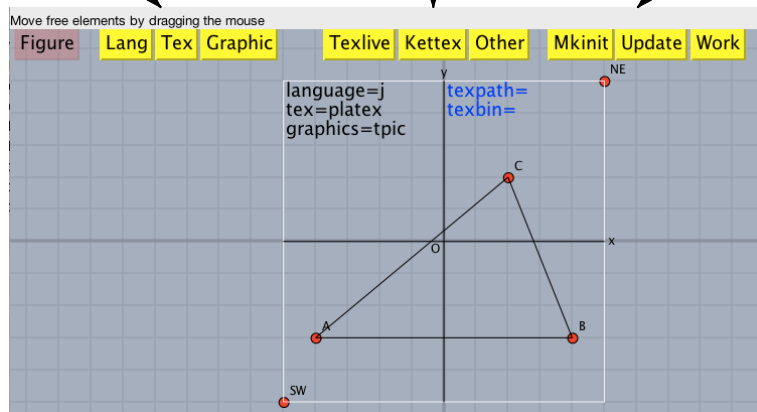 Move free elements by dragging the mouse
Figure Lang Tex Graphic Texlive Kettex Other Mkinit Update Work
NE
y
language=j texpath=
tex=platex texbin=
graphics=tpic
C
x
O
A B
SW